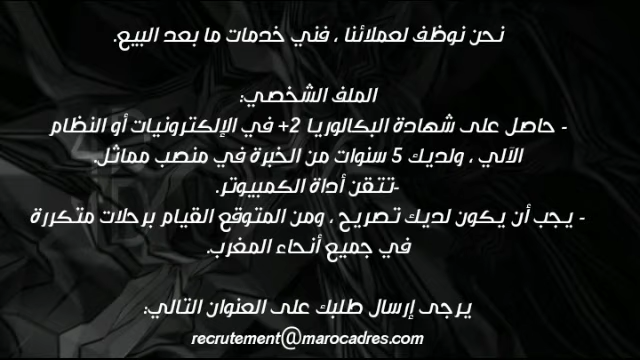 نحن نوظف لعملائنا ، فني خدمات ما بعد البيع.
الملف الشخصي:
- حاصل على شهادة البكالوريا 2+ في الإلكترونيات أو النظام
الآلي ، ولديك 5 سنوات من الخبرة في منصب مماثل.
-تتقن أداة الكمبيوتر.
- يجب أن يكون لديك تصريح ، ومن المتوقع القيام برحلات متكررة
في جميع أنحاء المغرب.
يرجى إرسال طلبك على العنوان التالي:
recrutement@marocadres.com